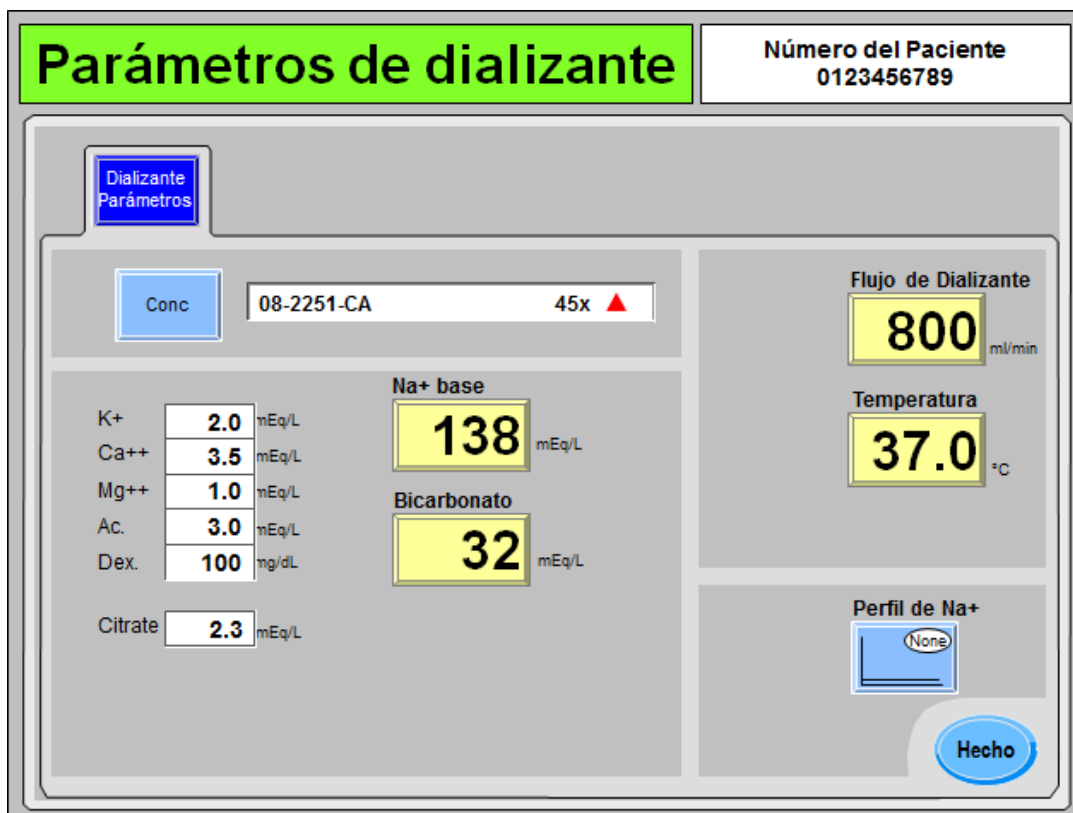 Parámetros de dializante
Número del Paciente
0123456789
Dializante
Parámetros
Conc
08-2251-CA 45x
Flujo de Dializante
800 ml/min
Temperatura
37.0 °C
K+ 2.0 mEq/L
Ca++ 3.5 mEq/L
Mg++ 1.0 mEq/L
Ac. 3.0 mEq/L
Dex. 100 mg/dL
Citrate 2.3 mEq/L
Na+ base
138 mEq/L
Bicarbonato
32 mEq/L
Perfil de Na+
None
Hecho